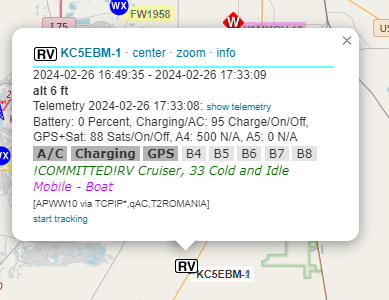 WX
FW1958
L75
W
RV KC5EBM-1 · center · zoom · info
×
2024-02-26 16:49:35 - 2024-02-26 17:33:09
alt 6 ft
Telemetry 2024-02-26 17:33:08: show telemetry
Battery: 0 Percent, Charging/AC: 95 Charge/On/Off,
GPS+Sat: 88 Sats/On/Off, A4: 500 N/A, A5: 0 N/A
A/C Charging GPS B4 B5 B6 B7 B8
!COMMITTED!RV Cruiser, 33 Cold and Idle
Mobile - Boat
[APWW10 via TCPIP*,qAC,T2ROMANIA]
start tracking
WX
RV
KC5EBM-1